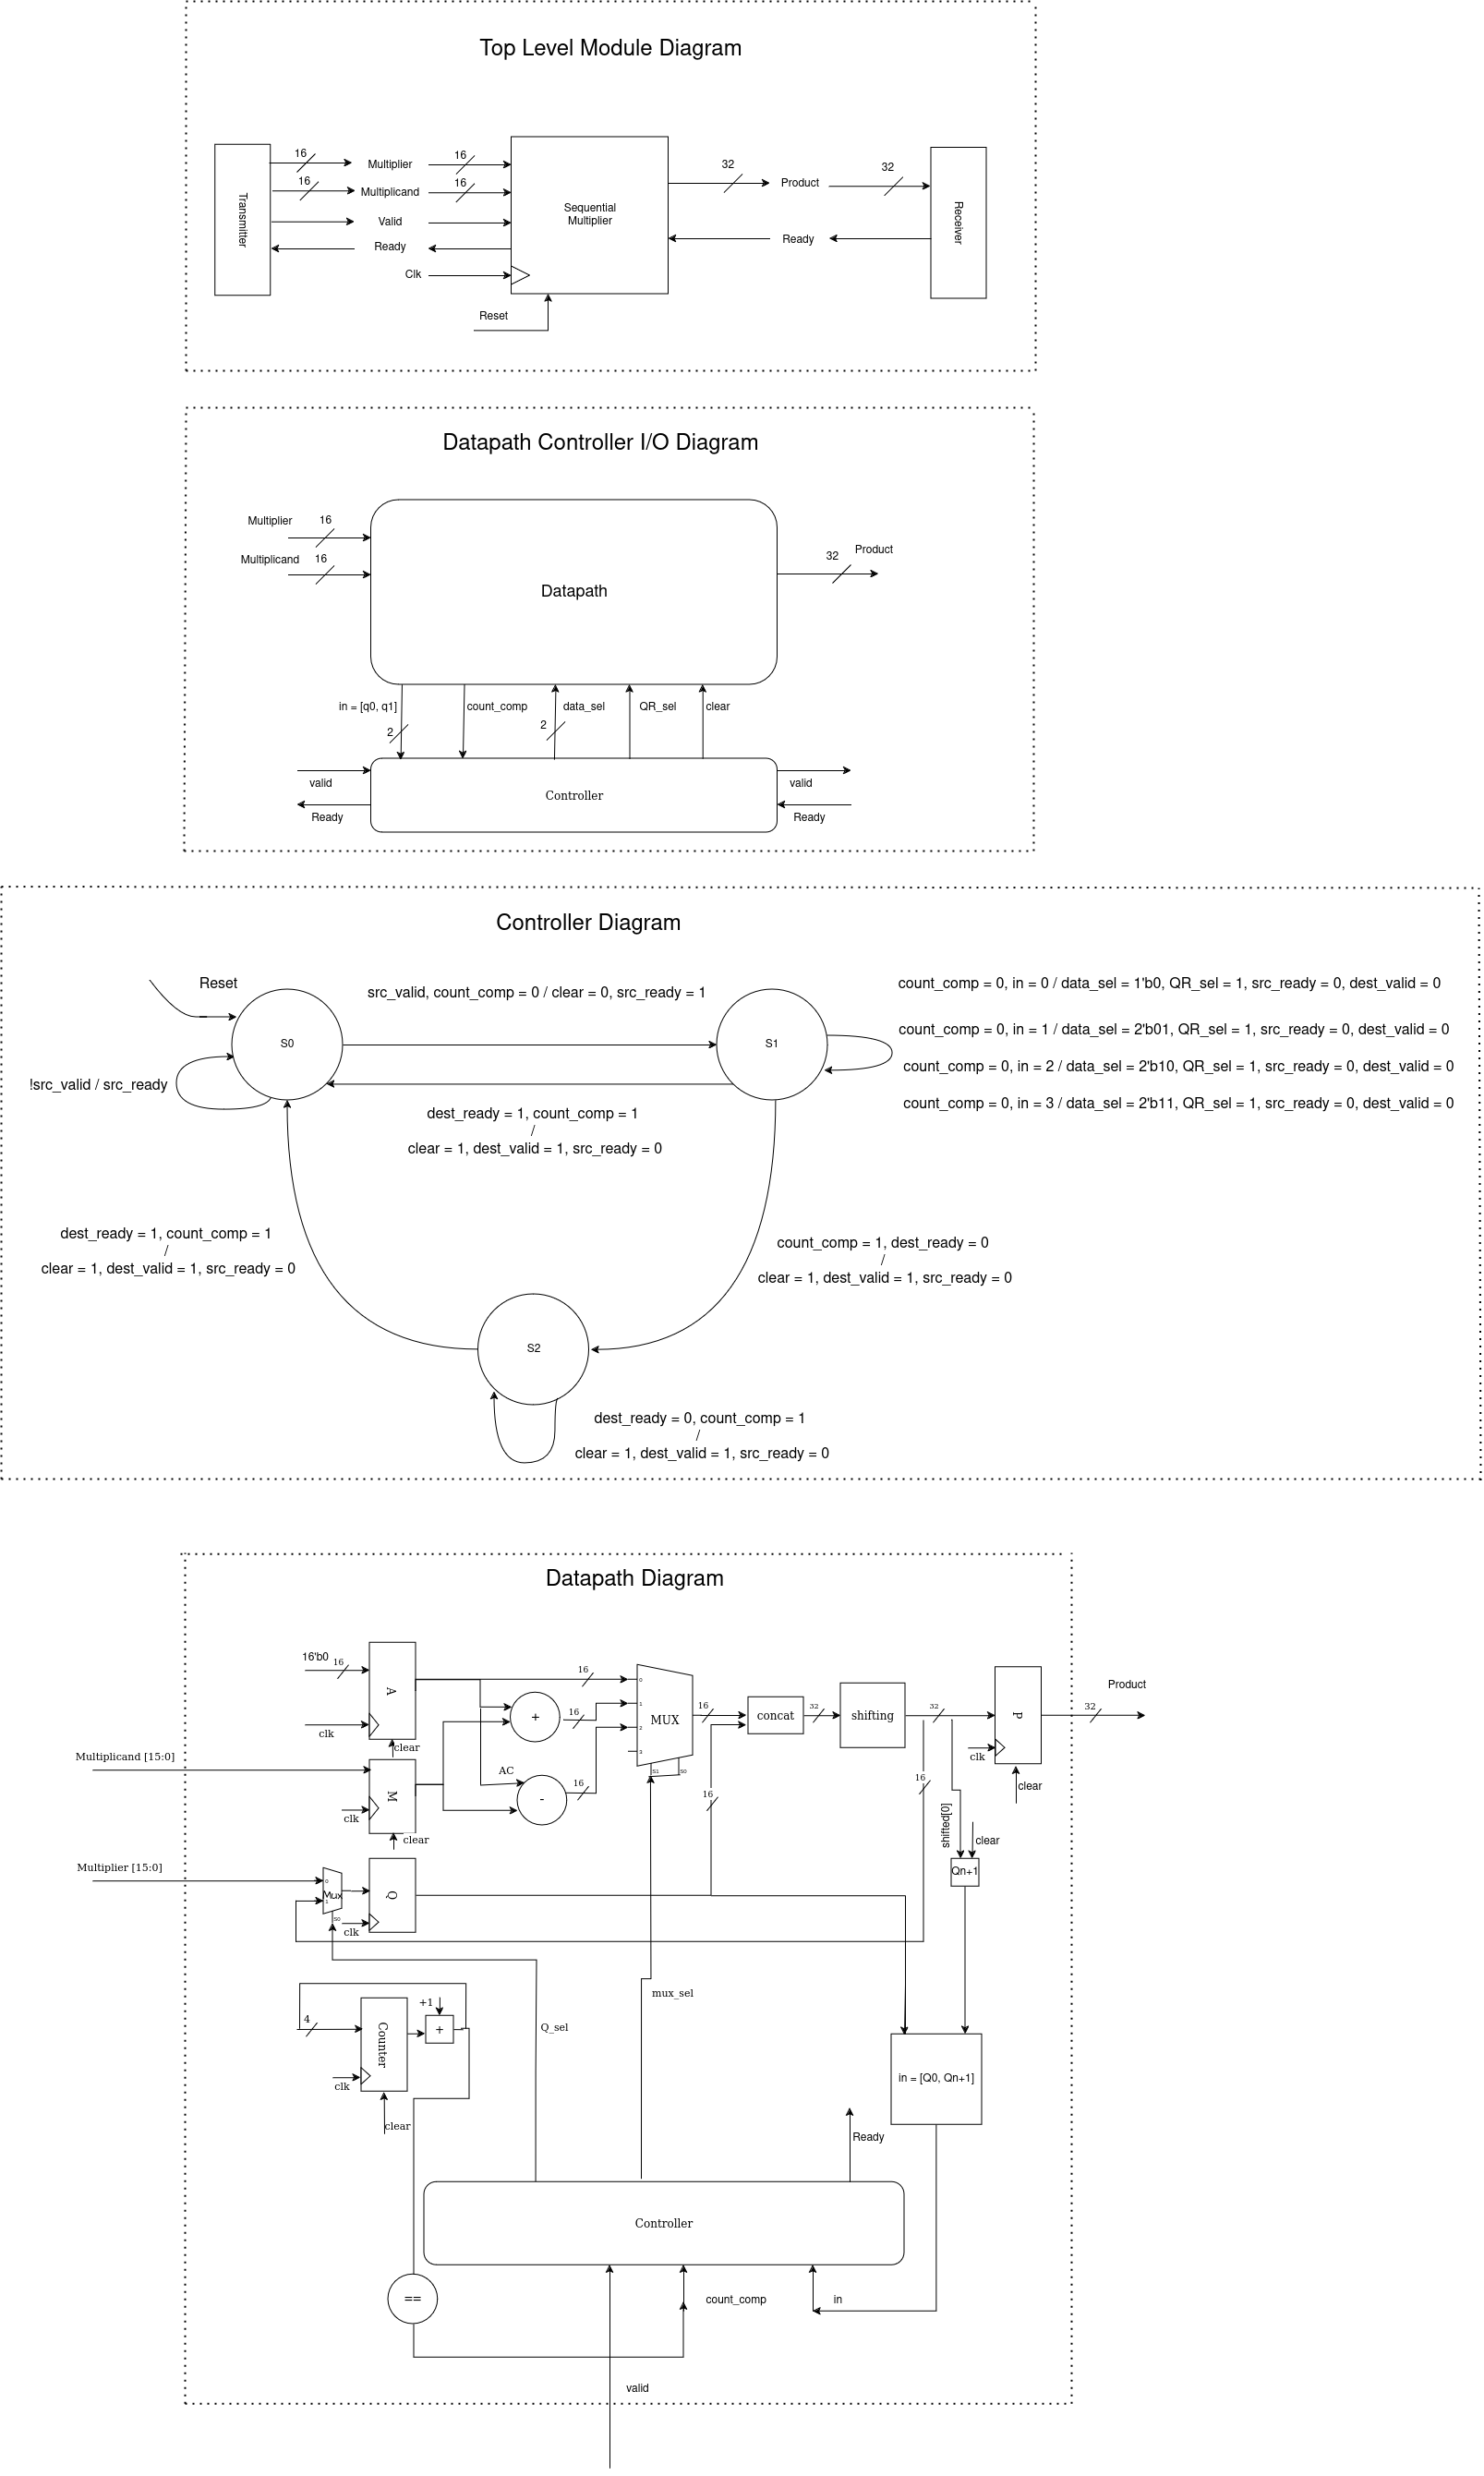 Top Level Module Diagram
16
16
Transmitter
Multiplier
Multiplicand
Valid
Ready
Clk
Reset
16
16
Sequential
Multiplier
32
Product
32
Ready
Receiver
Datapath Controller I/O Diagram
Multiplier
16
Multiplicand
16
Datapath
32
Product
in = [q0, q1]
2
count_comp
2
data_sel
QR_sel
clear
valid
Ready
Controller
valid
Ready
Controller Diagram
Reset
S0
!src_valid / src_ready
src_valid, count_comp = 0 / clear = 0, src_ready = 1
S1
count_comp = 0, in = 0 / data_sel = 1'b0, QR_sel = 1, src_ready = 0, dest_valid = 0
count_comp = 0, in = 1 / data_sel = 2'b01, QR_sel = 1, src_ready = 0, dest_valid = 0
count_comp = 0, in = 2 / data_sel = 2'b10, QR_sel = 1, src_ready = 0, dest_valid = 0
count_comp = 0, in = 3 / data_sel = 2'b11, QR_sel = 1, src_ready = 0, dest_valid = 0
dest_ready = 1, count_comp = 1
/
clear = 1, dest_valid = 1, src_ready = 0
dest_ready = 1, count_comp = 1
/
clear = 1, dest_valid = 1, src_ready = 0
count_comp = 1, dest_ready = 0
/
clear = 1, dest_valid = 1, src_ready = 0
S2
dest_ready = 0, count_comp = 1
/
clear = 1, dest_valid = 1, src_ready = 0
Datapath Diagram
16'b0
16
A
clk
clear
Multiplicand [15:0]
M
clk
clear
Multiplier [15:0]
0
1
Mux
S0
Q
clk
+
16
AC
-
16
16
0
1
2
3
MUX
S1
S0
16
16
concat
32
shifting
32
16
P
clk
clear
Product
32
shifted[0]
clear
Qn+1
4
Counter
clk
clear
+1
+
Q_sel
mux_sel
in = [Q0, Qn+1]
Ready
Controller
==
count_comp
in
valid